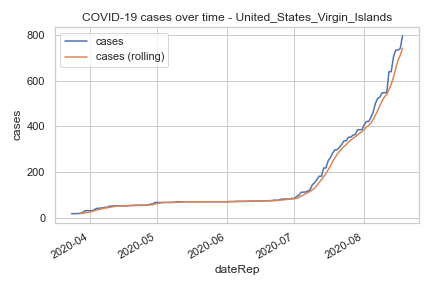 COVID-19 cases over time - United_States_Virgin_Islands
cases
cases (rolling)
800
600
400
200
0
cases
2020-04
2020-05
2020-06
2020-07
2020-08
dateRep